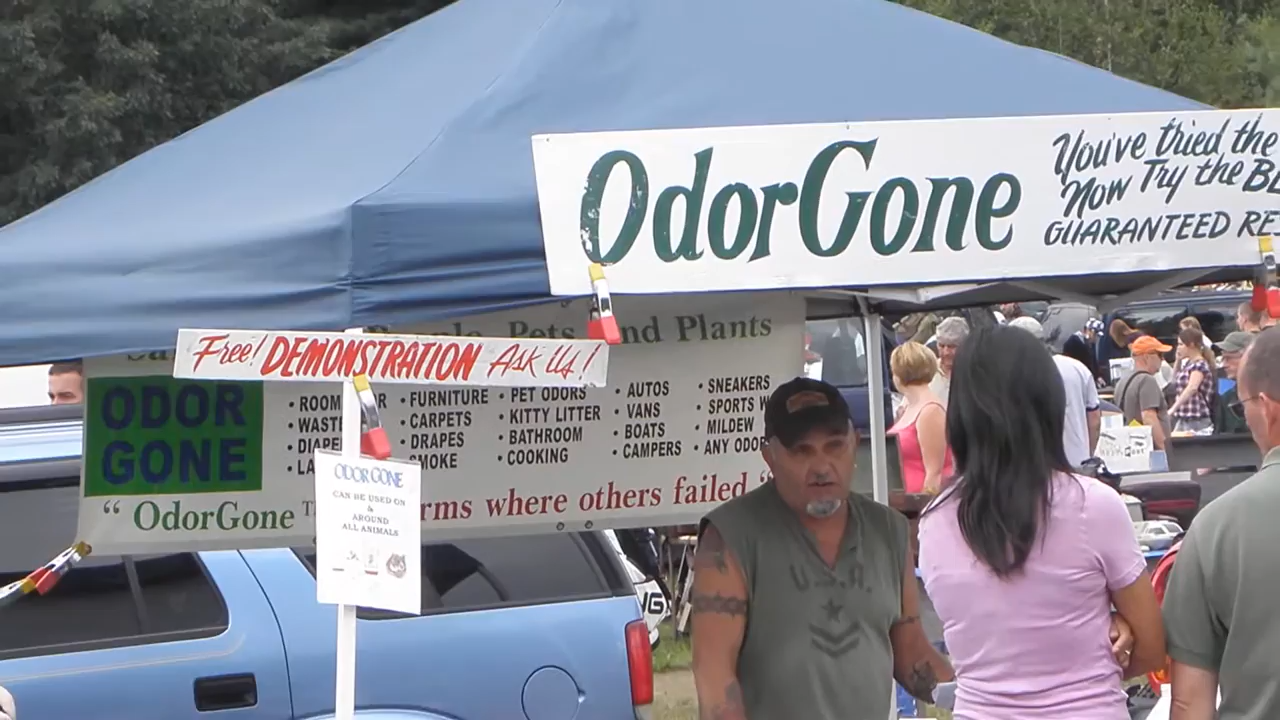 OdorGone
You've tried the
Now Try the
GUARANTEED
Pets and Plants
Free! DEMONSTRATION Ask Us!
ODOR
GONE
• ROOM
• FURNITURE
• CARPETS
• DRAPES
SMOKE
• PET ODORS
• KITTY LITTER
• BATHROOM
• COOKING
• AUTOS
• VANS
• BOATS
• CAMPERS
• SNEAKERS
• SPORTS
• MILDEW
• ANY ODOR
" OdorGone where others failed "
ODOR GONE
CAN BE USED ON
&
AROUND
ALL ANIMALS
U.S.A.